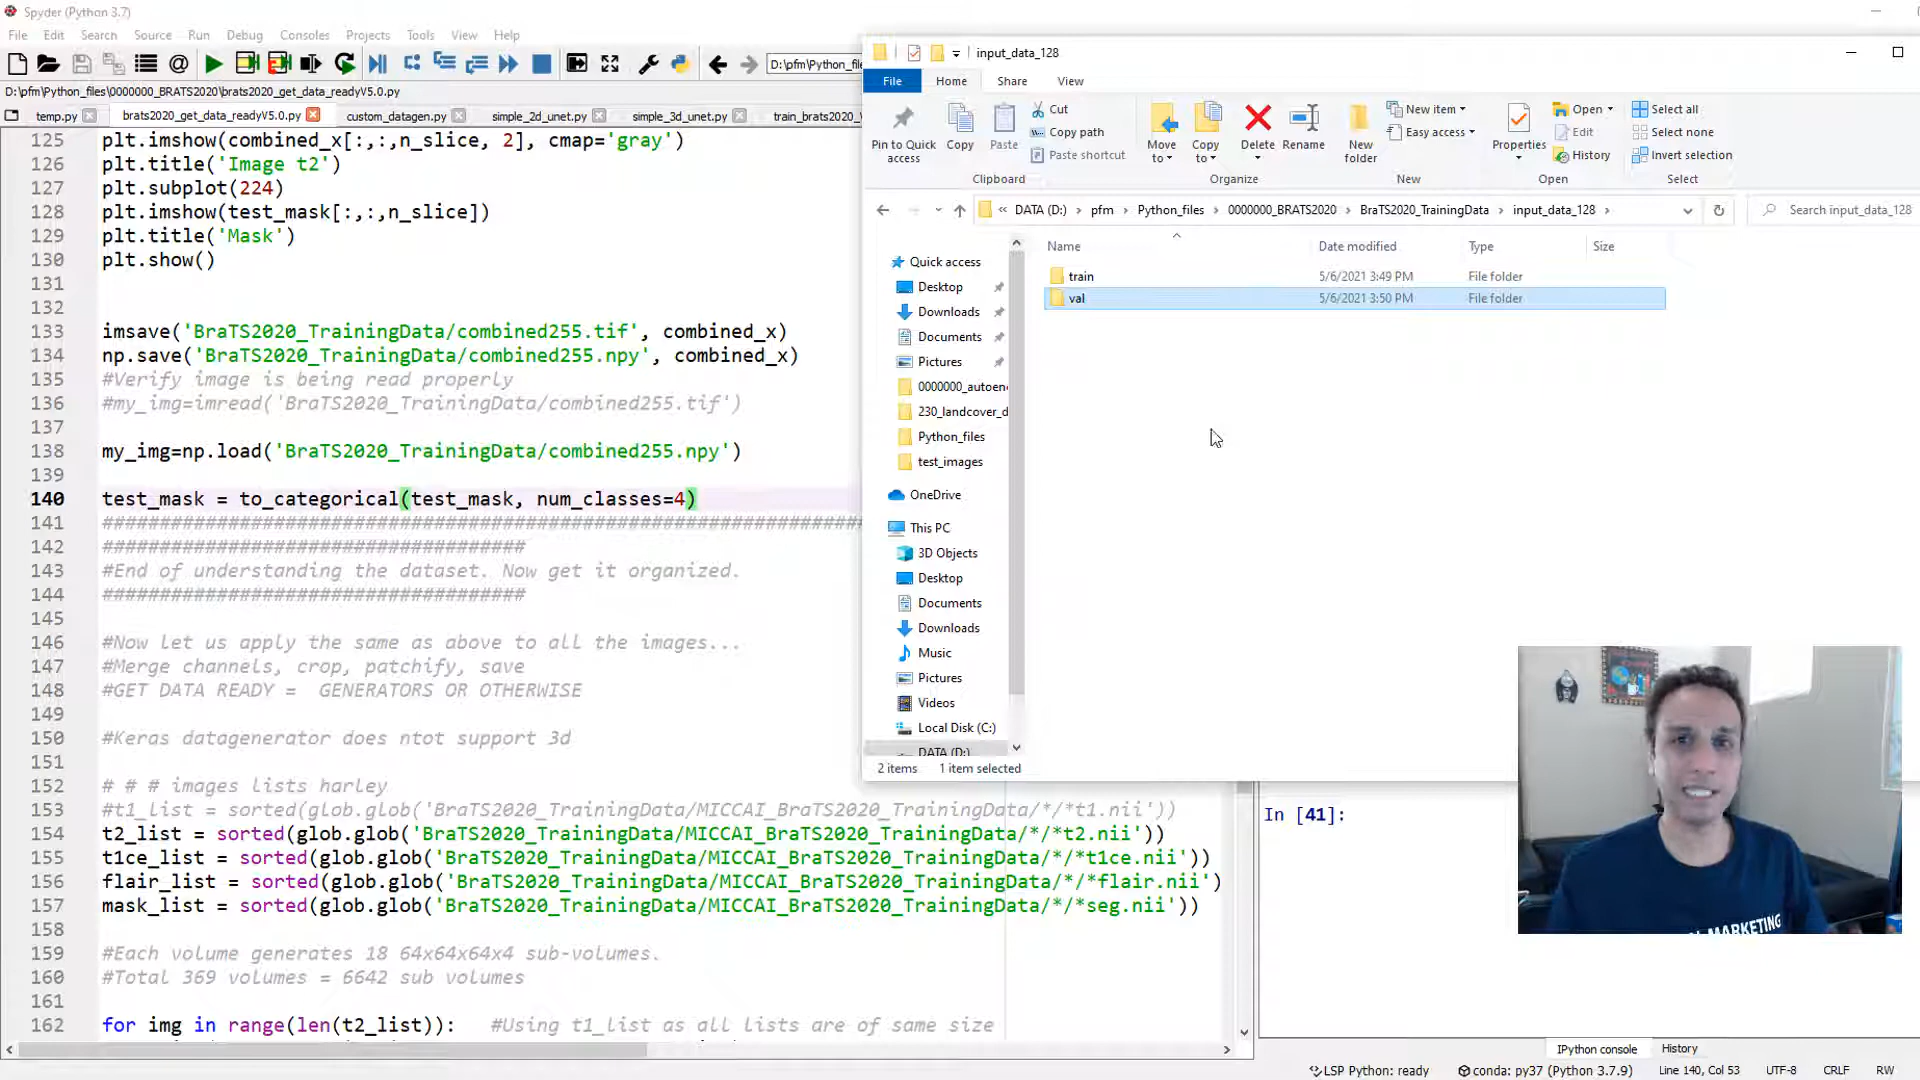 Spyder (Python 3.7)
File Edit Search Source Run Debug Consoles Projects Tools View Help
D:\pfm\Python_file
D:\pfm\Python_files\0000000_BRATS2020\brats2020_get_data_readyV5.0.py
temp.py brats2020_get_data_readyV5.0.py custom_datagen.py simple_2d_unet.py simple_3d_unet.py train_brats2020_V
125 plt.imshow(combined_x[:,:,n_slice, 2], cmap='gray')
126 plt.title('Image t2')
127 plt.subplot(224)
128 plt.imshow(test_mask[:,:,n_slice])
129 plt.title('Mask')
130 plt.show()
131
132
133 imsave('BraTS2020_TrainingData/combined255.tif', combined_x)
134 np.save('BraTS2020_TrainingData/combined255.npy', combined_x)
135 #Verify image is being read properly
136 #my_img=imread('BraTS2020_TrainingData/combined255.tif')
137
138 my_img=np.load('BraTS2020_TrainingData/combined255.npy')
139
140 test_mask = to_categorical(test_mask, num_classes=4)
141 ##################################################################
142 #####################################
143 #End of understanding the dataset. Now get it organized.
144 #####################################
145
146 #Now let us apply the same as above to all the images...
147 #Merge channels, crop, patchify, save
148 #GET DATA READY =  GENERATORS OR OTHERWISE
149
150 #Keras datagenerator does ntot support 3d
151
152 # # # images lists harley
153 #t1_list = sorted(glob.glob('BraTS2020_TrainingData/MICCAI_BraTS2020_TrainingData/*/*t1.nii'))
154 t2_list = sorted(glob.glob('BraTS2020_TrainingData/MICCAI_BraTS2020_TrainingData/*/*t2.nii'))
155 t1ce_list = sorted(glob.glob('BraTS2020_TrainingData/MICCAI_BraTS2020_TrainingData/*/*t1ce.nii'))
156 flair_list = sorted(glob.glob('BraTS2020_TrainingData/MICCAI_BraTS2020_TrainingData/*/*flair.nii')
157 mask_list = sorted(glob.glob('BraTS2020_TrainingData/MICCAI_BraTS2020_TrainingData/*/*seg.nii'))
158
159 #Each volume generates 18 64x64x64x4 sub-volumes.
160 #Total 369 volumes = 6642 sub volumes
161
162 for img in range(len(t2_list)):   #Using t1_list as all lists are of same size
input_data_128
File Home Share View
Pin to Quick access
Copy
Paste
Cut
Copy path
Paste shortcut
Clipboard
Move to
Copy to
Delete
Rename
Organize
New folder
New item
Easy access
New
Properties
Open
Edit
History
Open
Select all
Select none
Invert selection
Select
« DATA (D:) › pfm › Python_files › 0000000_BRATS2020 › BraTS2020_TrainingData › input_data_128 ›
Search input_data_128
Name Date modified Type Size
train 5/6/2021 3:49 PM File folder
val 5/6/2021 3:50 PM File folder
Quick access
Desktop
Downloads
Documents
Pictures
0000000_autoen
230_landcover_d
Python_files
test_images
OneDrive
This PC
3D Objects
Desktop
Documents
Downloads
Music
Pictures
Videos
Local Disk (C:)
DATA (D:)
2 items 1 item selected
In [41]:
MARKETING
IPython console History
LSP Python: ready conda: py37 (Python 3.7.9) Line 140, Col 53 UTF-8 CRLF RW